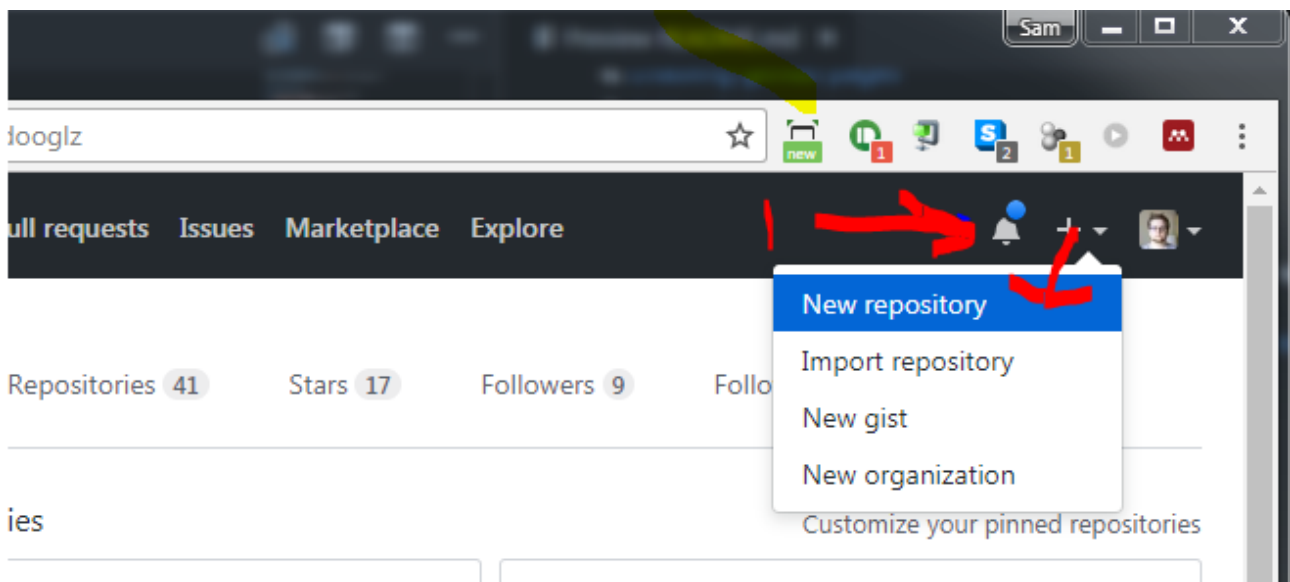 Sam
dooglz
new 1 2 1
ull requests Issues Marketplace Explore
New repository
Import repository
New gist
New organization
Repositories 41 Stars 17 Followers 9 Follo
ies
Customize your pinned repositories